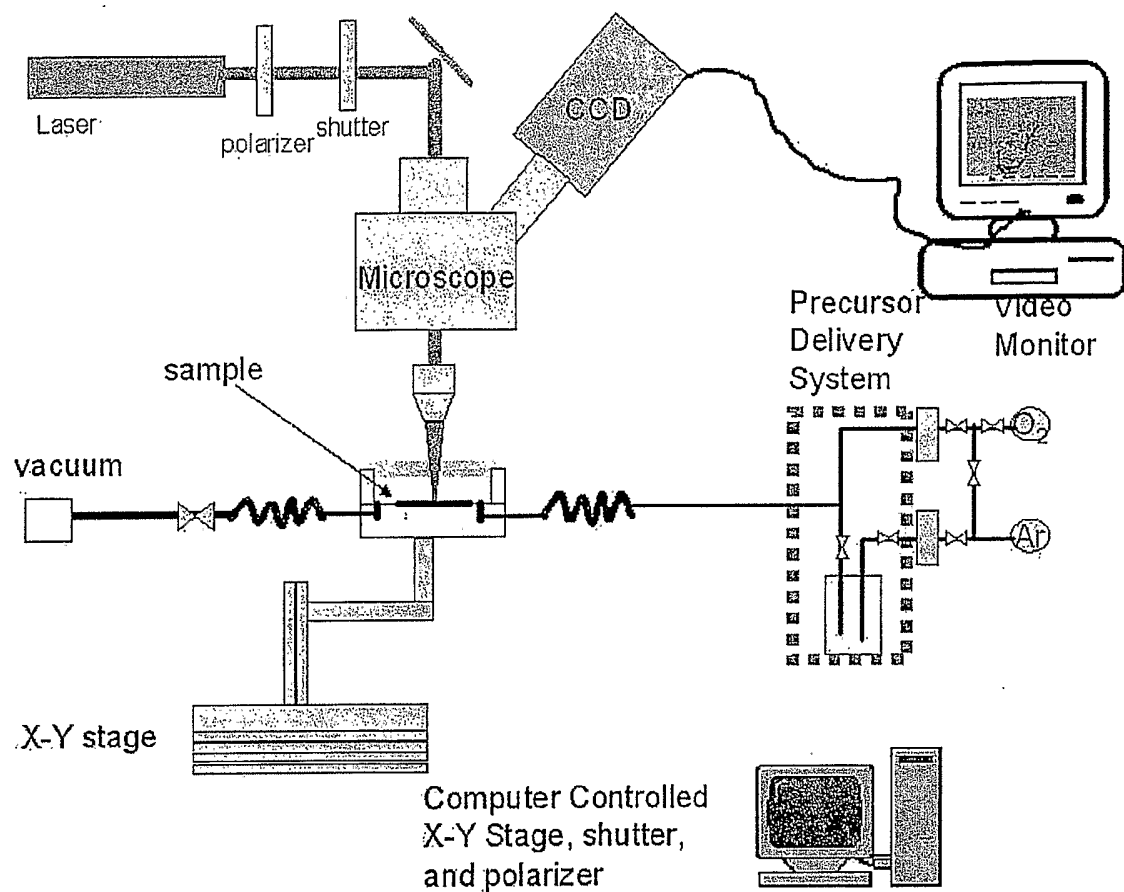 Laser
polarizer
shutter
CCD
Microscope
Precursor
Delivery
System
Video
Monitor
sample
vacuum
O2
Ar
X-Y stage
Computer Controlled
X-Y Stage, shutter,
and polarizer